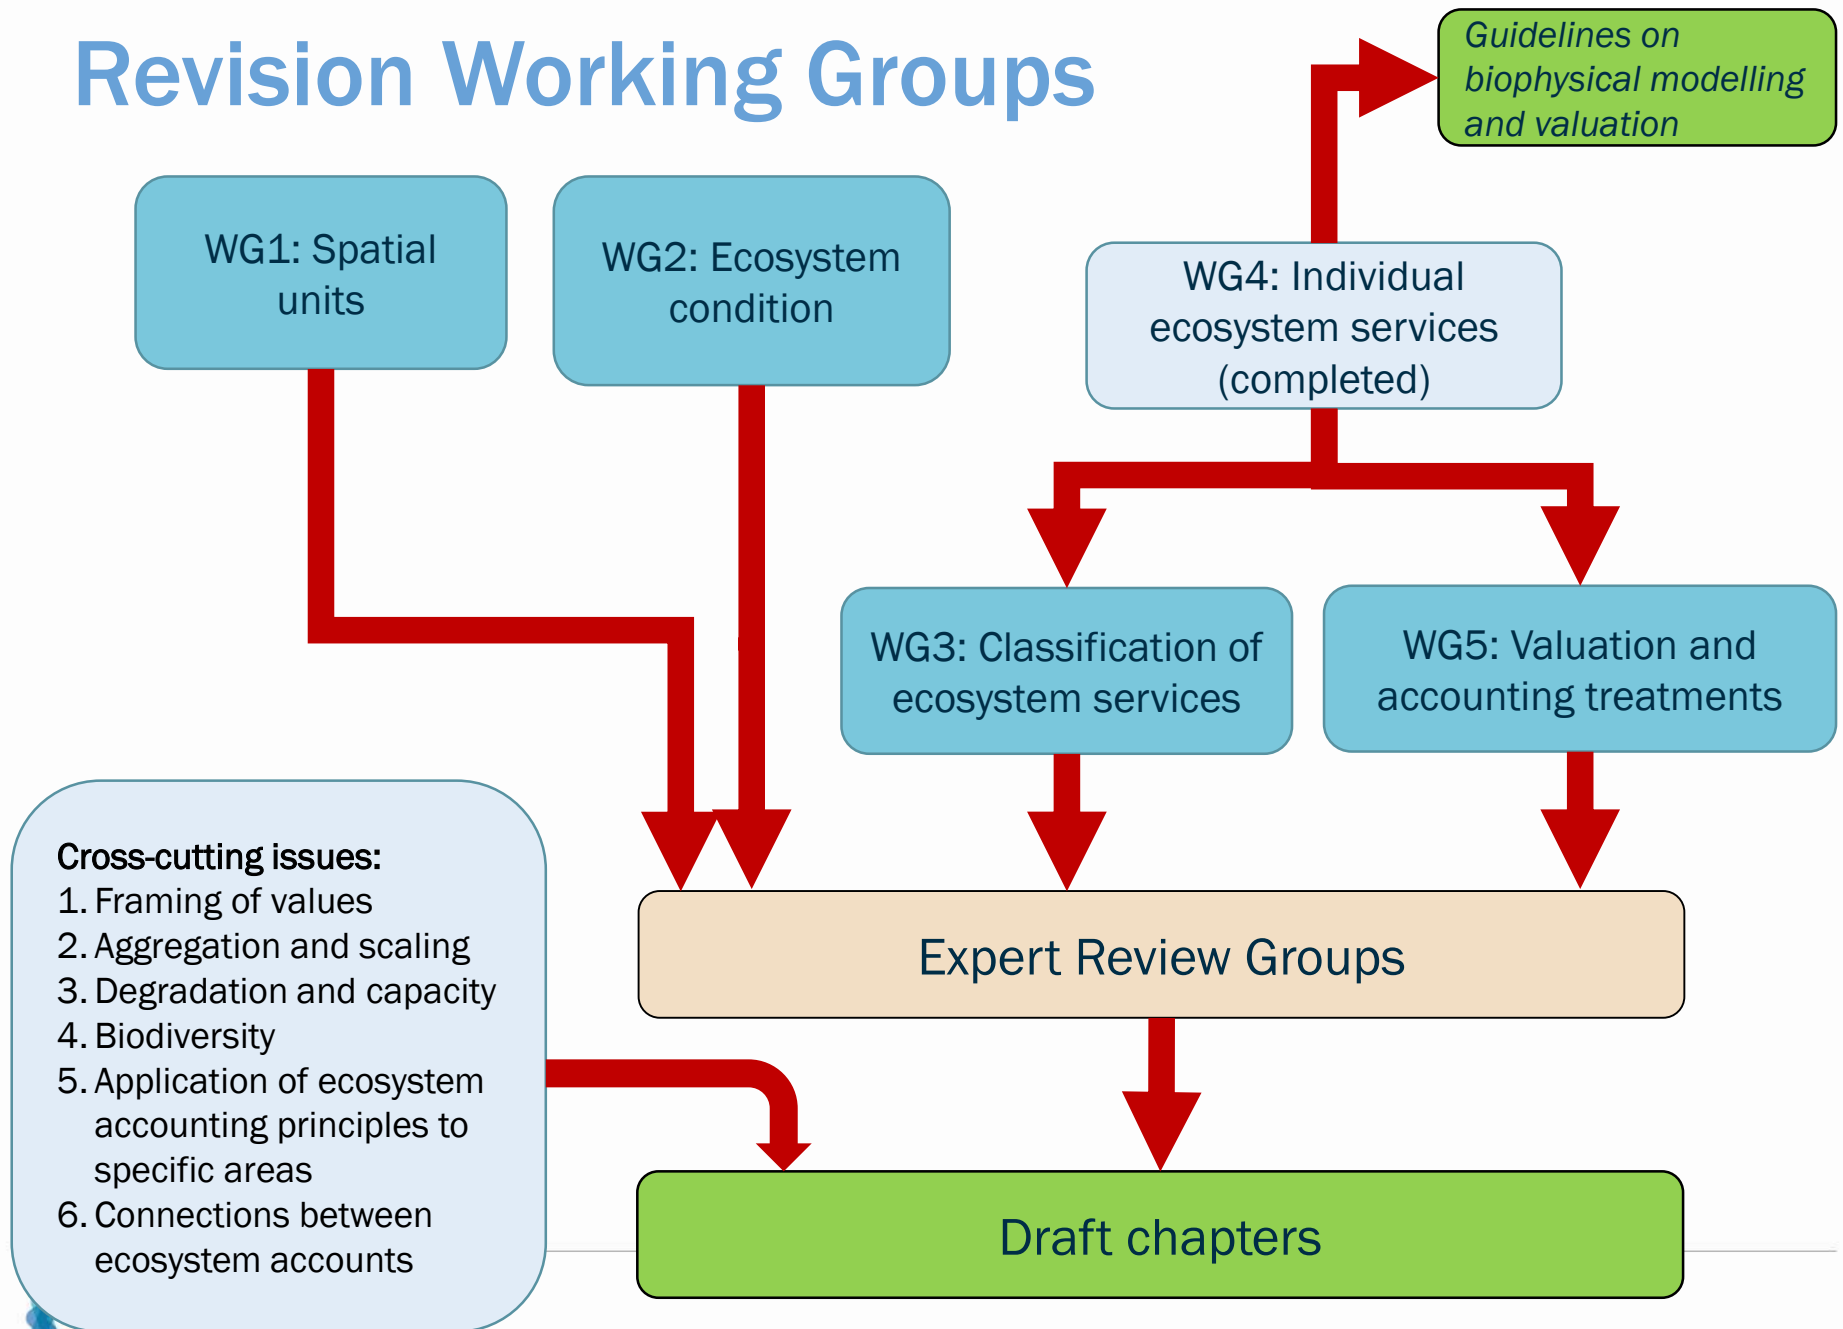 Revision Working Groups
Guidelines on
biophysical modelling
and valuation
WG1: Spatial
units
WG2: Ecosystem
condition
WG4: Individual
ecosystem services
(completed)
WG3: Classification of
ecosystem services
WG5: Valuation and
accounting treatments
Cross-cutting issues:
1. Framing of values
2. Aggregation and scaling
3. Degradation and capacity
4. Biodiversity
5. Application of ecosystem
accounting principles to
specific areas
6. Connections between
ecosystem accounts
Expert Review Groups
Draft chapters